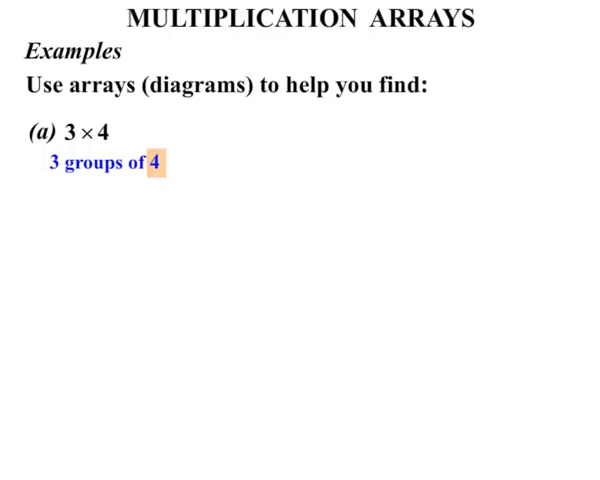 MULTIPLICATION ARRAYS
Examples
Use arrays (diagrams) to help you find:
(a) 3 × 4
3 groups of 4